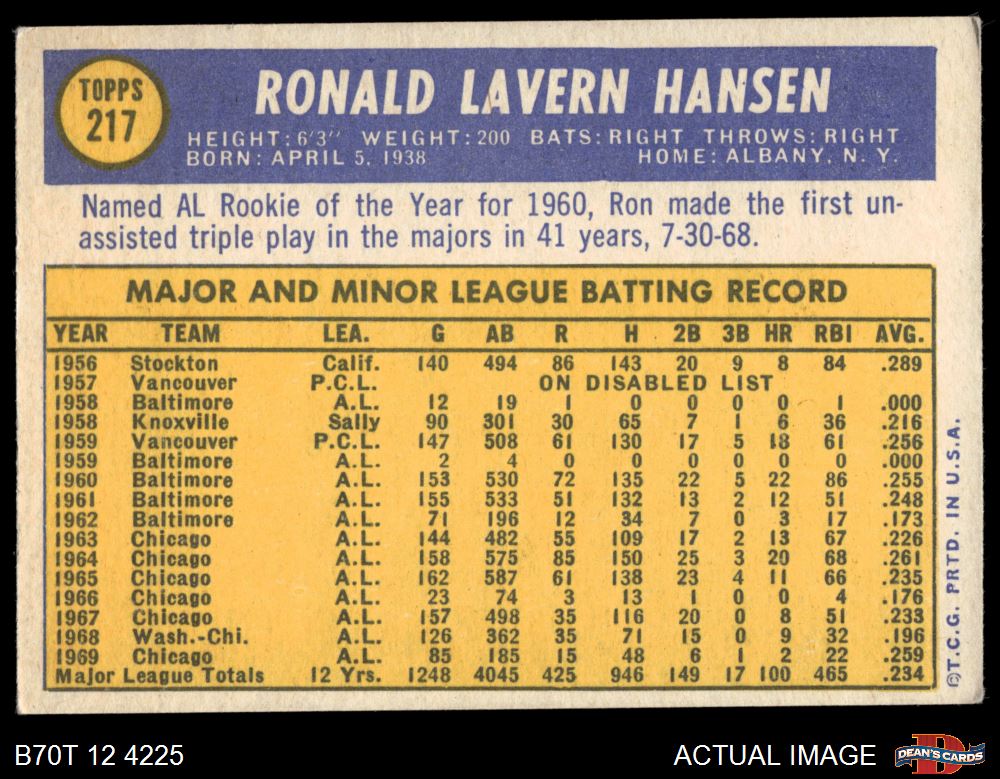 TOPPS
217
RONALD LAVERN HANSEN
HEIGHT: 6'3" WEIGHT: 200 BATS: RIGHT THROWS: RIGHT
BORN: APRIL 5, 1938 HOME: ALBANY, N. Y.
Named AL Rookie of the Year for 1960, Ron made the first un-
assisted triple play in the majors in 41 years, 7-30-68.
MAJOR AND MINOR LEAGUE BATTING RECORD
YEAR TEAM LEA. G AB R H 2B 3B HR RBI AVG.
1956 Stockton Calif. 140 494 86 143 20 9 8 84 .289
1957 Vancouver P.C.L. ON DISABLED LIST
1958 Baltimore A.L. 12 19 1 0 0 0 0 1 .000
1958 Knoxville Sally 90 301 30 65 7 1 6 36 .216
1959 Vancouver P.C.L. 147 508 61 130 17 5 18 61 .256
1959 Baltimore A.L. 2 4 0 0 0 0 0 0 .000
1960 Baltimore A.L. 153 530 72 135 22 5 22 86 .255
1961 Baltimore A.L. 155 533 51 132 13 2 12 51 .248
1962 Baltimore A.L. 71 196 12 34 7 0 3 17 .173
1963 Chicago A.L. 144 482 55 109 17 2 13 67 .226
1964 Chicago A.L. 158 575 85 150 25 3 20 68 .261
1965 Chicago A.L. 162 587 61 138 23 4 11 66 .235
1966 Chicago A.L. 23 74 3 13 1 0 0 4 .176
1967 Chicago A.L. 157 498 35 116 20 0 8 51 .233
1968 Wash.-Chi. A.L. 126 362 35 71 15 0 9 32 .196
1969 Chicago A.L. 85 185 15 48 6 1 2 22 .259
Major League Totals 12 Yrs. 1248 4045 425 946 149 17 100 465 .234
©T.C.G. PRTD. IN U.S.A.
B70T 12 4225
ACTUAL IMAGE
D
DEAN'S CARDS